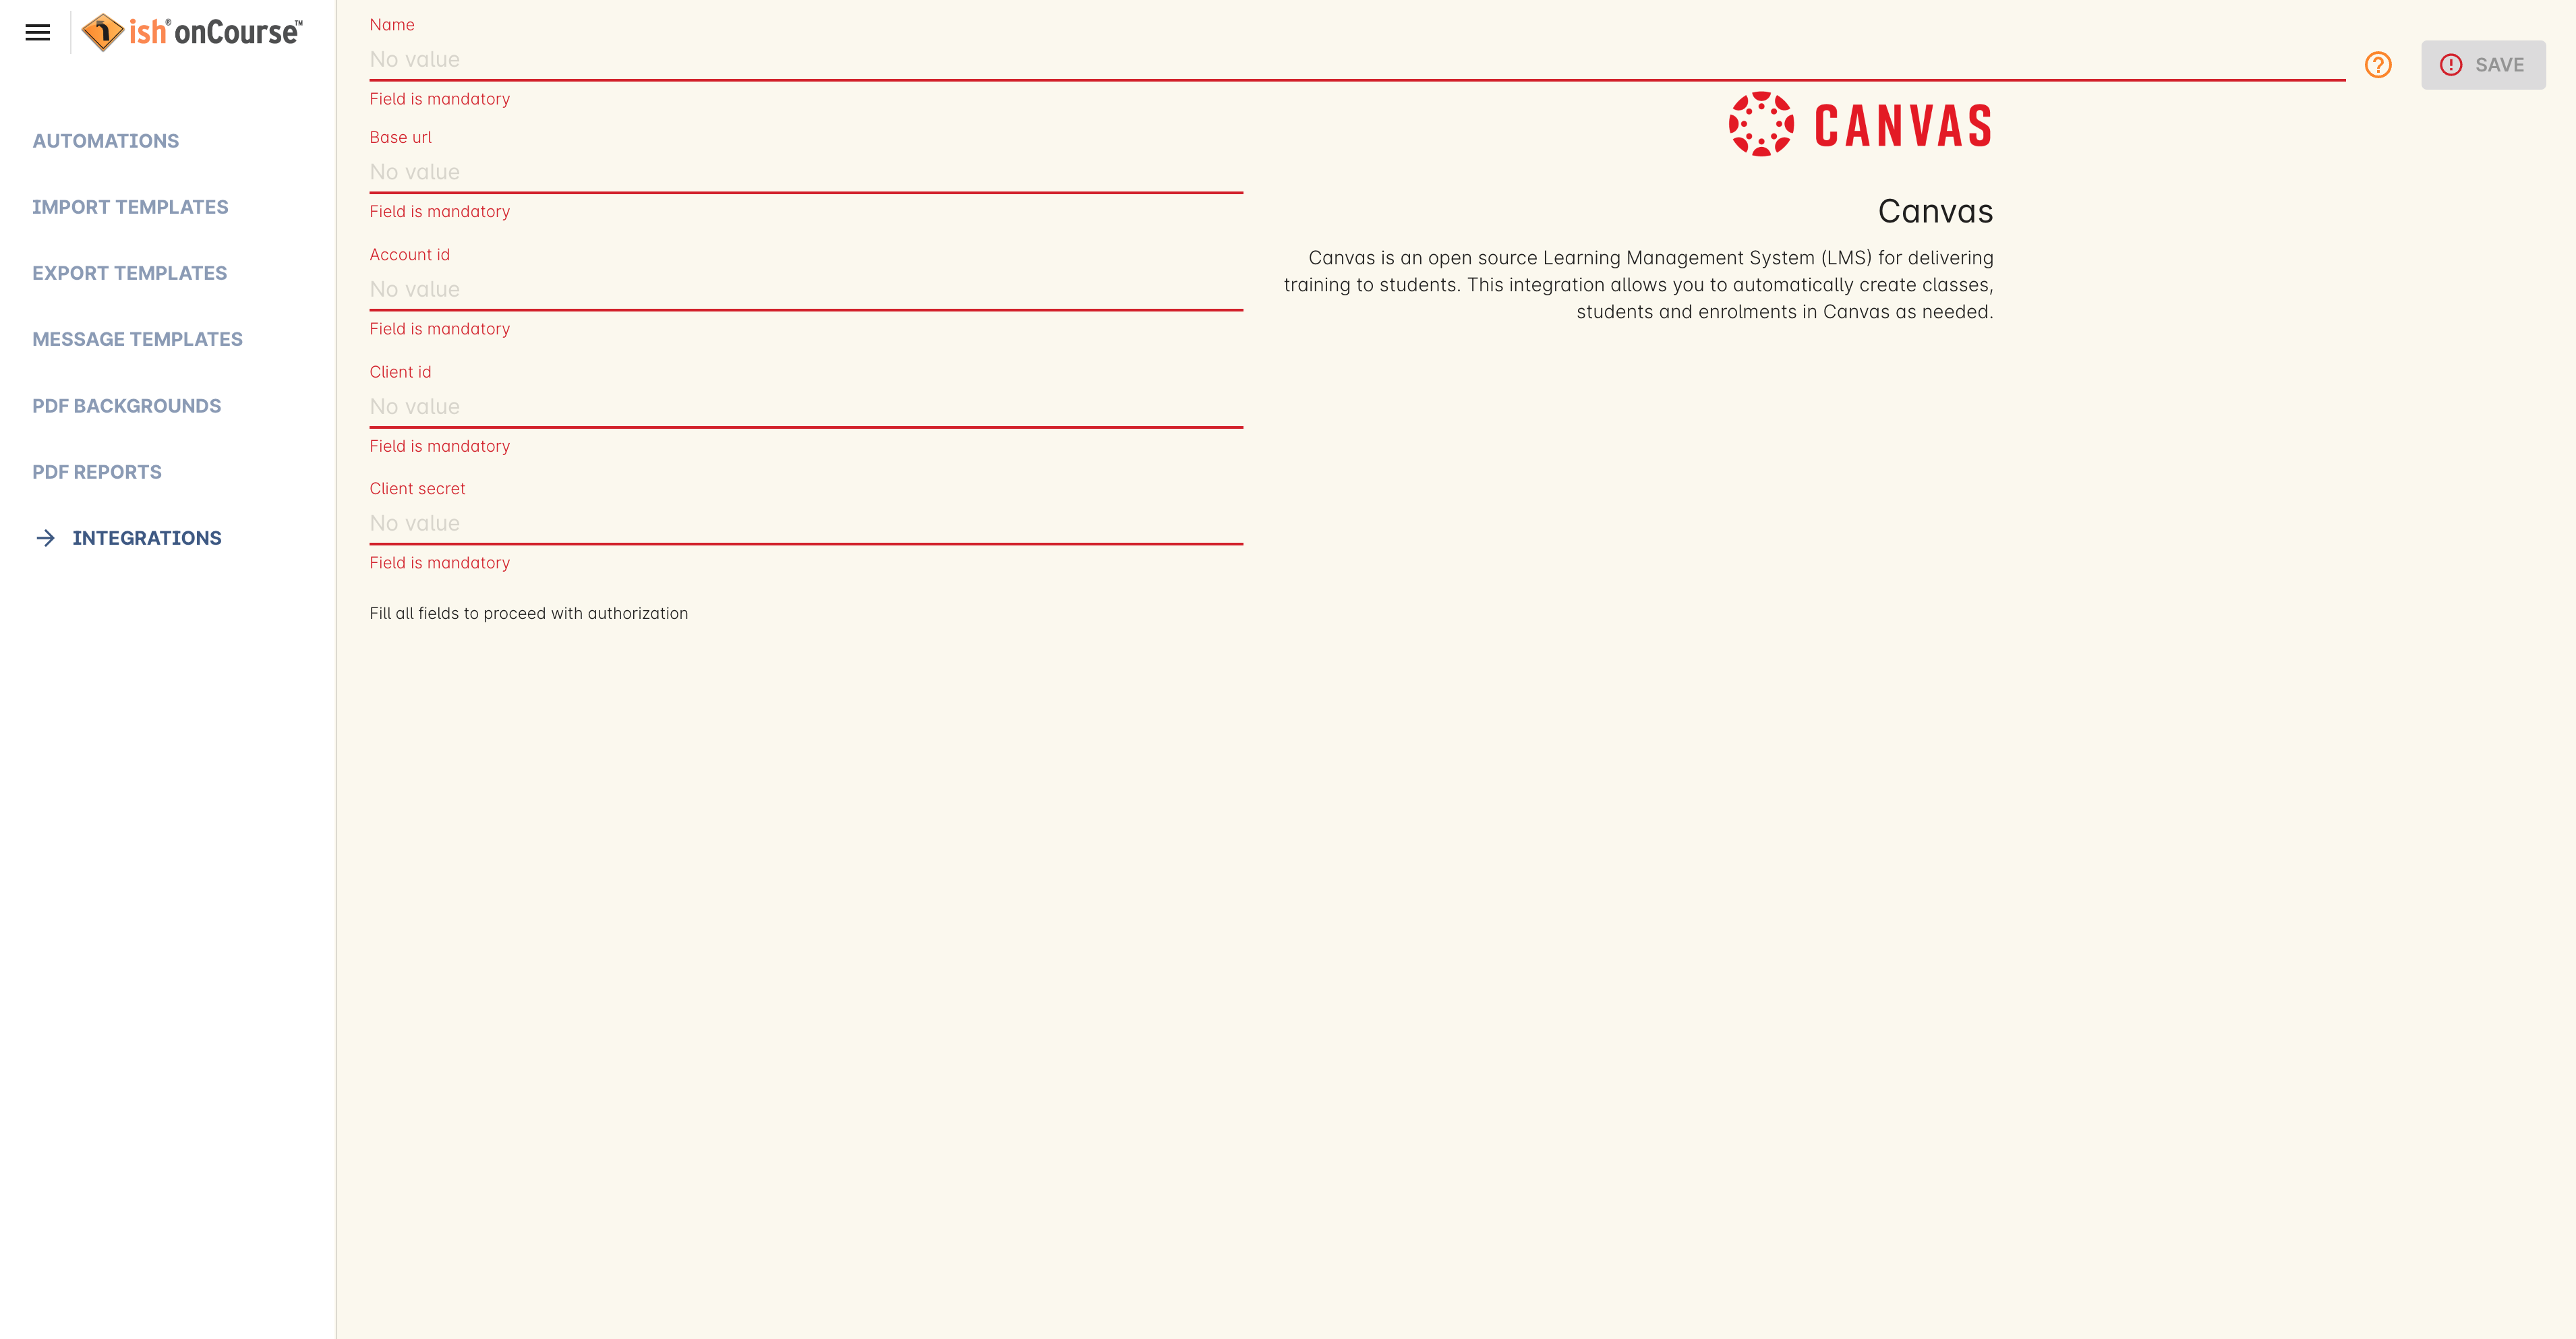 ish® onCourse™
AUTOMATIONS
IMPORT TEMPLATES
EXPORT TEMPLATES
MESSAGE TEMPLATES
PDF BACKGROUNDS
PDF REPORTS
INTEGRATIONS
Name
No value
Field is mandatory
SAVE
Base url
No value
Field is mandatory
Account id
No value
Field is mandatory
Client id
No value
Field is mandatory
Client secret
No value
Field is mandatory
Fill all fields to proceed with authorization
CANVAS
Canvas
Canvas is an open source Learning Management System (LMS) for delivering
training to students. This integration allows you to automatically create classes,
students and enrolments in Canvas as needed.